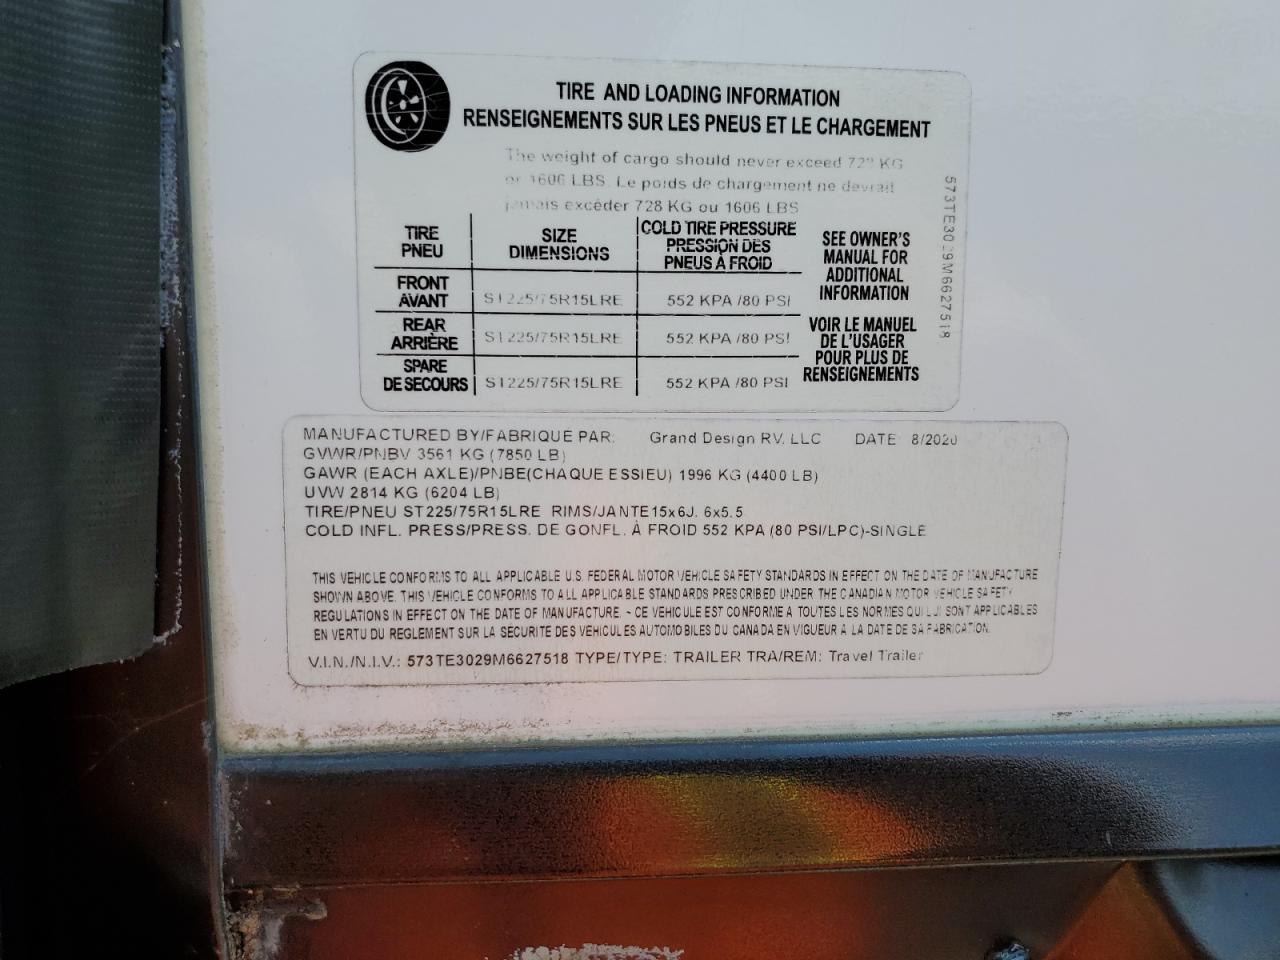 TIRE AND LOADING INFORMATION
RENSEIGNEMENTS SUR LES PNEUS ET LE CHARGEMENT
The weight of cargo should never exceed 728 KG
or 1606 LBS. Le poids de chargement ne devrait
jamais excéder 728 KG ou 1606 LBS
TIRE PNEU SIZE DIMENSIONS COLD TIRE PRESSURE PRESSION DES PNEUS À FROID
FRONT AVANT ST225/75R15LRE 552 KPA /80 PSI
REAR ARRIÈRE ST225/75R15LRE 552 KPA /80 PSI
SPARE DE SECOURS ST225/75R15LRE 552 KPA /80 PSI
SEE OWNER'S
MANUAL FOR
ADDITIONAL
INFORMATION
VOIR LE MANUEL
DE L'USAGER
POUR PLUS DE
RENSEIGNEMENTS
573TE3029M6627518
MANUFACTURED BY/FABRIQUE PAR: Grand Design RV, LLC DATE 8/2020
GVWR/PNBV 3561 KG (7850 LB)
GAWR (EACH AXLE)/PNBE(CHAQUE ESSIEU) 1996 KG (4400 LB)
UVW 2814 KG (6204 LB)
TIRE/PNEU ST225/75R15LRE RIMS/JANTE 15x6J, 6x5.5
COLD INFL. PRESS/PRESS. DE GONFL. À FROID 552 KPA (80 PSI/LPC)-SINGLE
THIS VEHICLE CONFORMS TO ALL APPLICABLE U.S. FEDERAL MOTOR VEHICLE SAFETY STANDARDS IN EFFECT ON THE DATE OF MANUFACTURE
SHOWN ABOVE. THIS VEHICLE CONFORMS TO ALL APPLICABLE STANDARDS PRESCRIBED UNDER THE CANADIAN MOTOR VEHICLE SAFETY
REGULATIONS IN EFFECT ON THE DATE OF MANUFACTURE. - CE VEHICULE EST CONFORME A TOUTES LES NORMES QUI LUI SONT APPLICABLES
EN VERTU DU REGLEMENT SUR LA SÉCURITE DES VEHICULES AUTOMOBILES DU CANADA EN VIGUEUR À LA DATE DE SA FABRICATION.
V.I.N./N.I.V.: 573TE3029M6627518 TYPE/TYPE: TRAILER TRA/REM: Travel Trailer